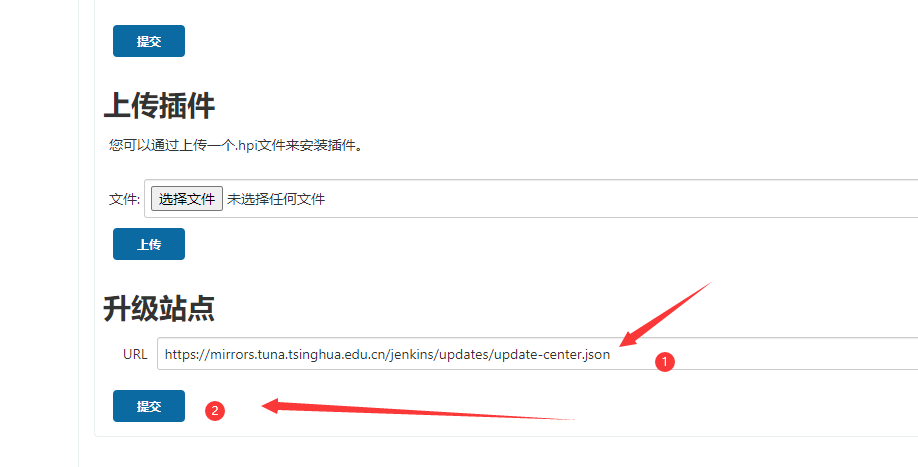 提交
上传插件
您可以通过上传一个.hpi文件来安装插件。
文件: 选择文件 未选择任何文件
上传
升级站点
URL https://mirrors.tuna.tsinghua.edu.cn/jenkins/updates/update-center.json
1
提交 2